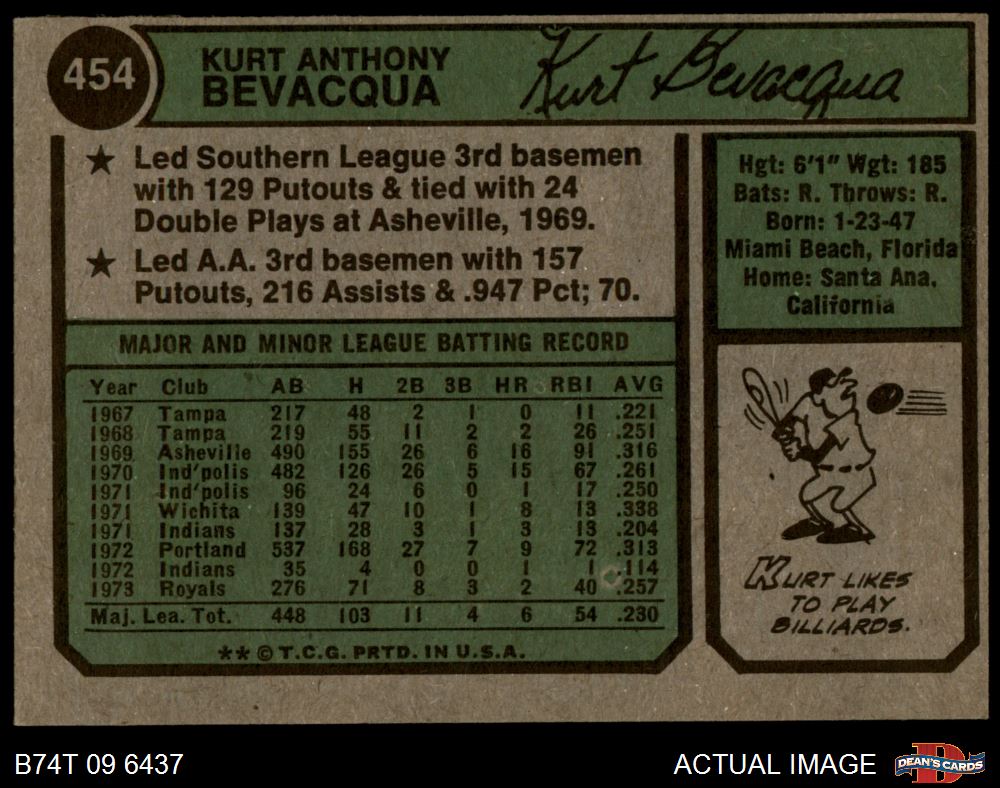 454
KURT ANTHONY
BEVACQUA
Kurt Bevacqua
★ Led Southern League 3rd basemen
with 129 Putouts & tied with 24
Double Plays at Asheville, 1969.
★ Led A.A. 3rd basemen with 157
Putouts, 216 Assists & .947 Pct; 70.
Hgt: 6'1" Wgt: 185
Bats: R. Throws: R.
Born: 1-23-47
Miami Beach, Florida
Home: Santa Ana,
California
MAJOR AND MINOR LEAGUE BATTING RECORD
Year Club AB H 2B 3B HR RBI AVG
1967 Tampa 217 48 2 1 0 11 .221
1968 Tampa 219 55 11 2 2 26 .251
1969 Asheville 490 155 26 6 16 91 .316
1970 Ind'polis 482 126 26 5 15 67 .261
1971 Ind'polis 96 24 6 0 1 17 .250
1971 Wichita 139 47 10 1 8 13 .338
1971 Indians 137 28 3 1 3 13 .204
1972 Portland 537 168 27 7 9 72 .313
1972 Indians 35 4 0 0 1 1 .114
1973 Royals 276 71 8 3 2 40 .257
Maj. Lea. Tot. 448 103 11 4 6 54 .230
** © T.C.G. PRTD. IN U.S.A.
KURT LIKES
TO PLAY
BILLIARDS.
B74T 09 6437
ACTUAL IMAGE
D
DEAN'S CARDS